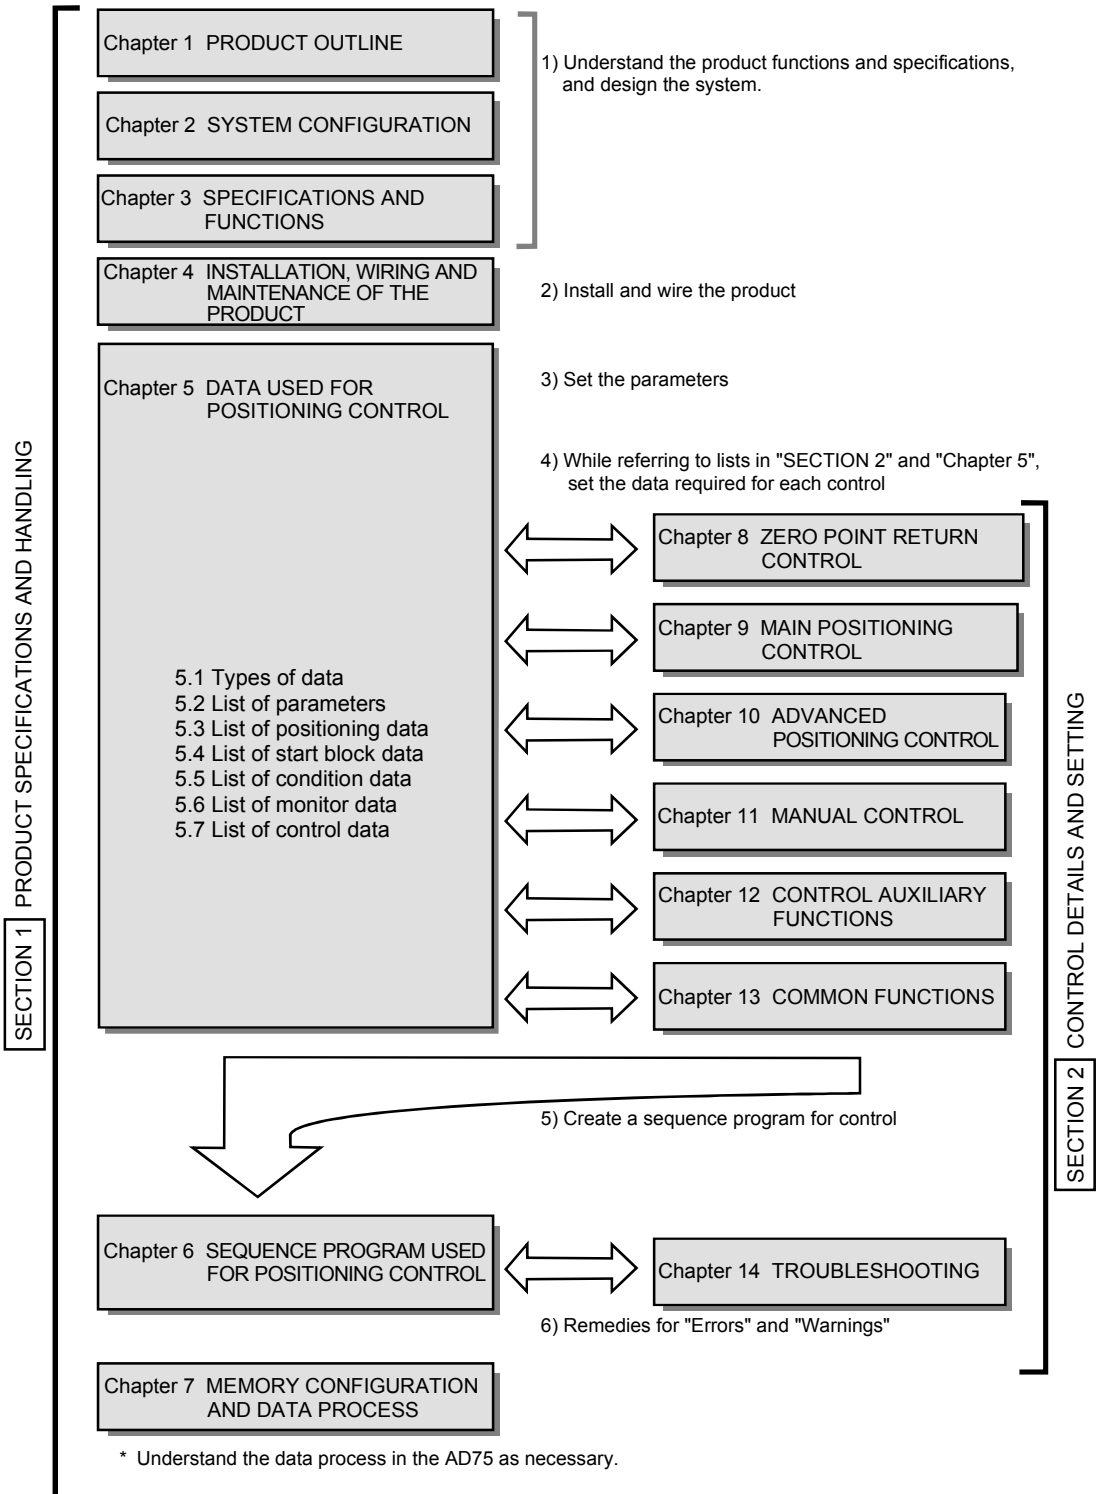 Chapter 1 PRODUCT OUTLINE
1) Understand the product functions and specifications,
and design the system.
Chapter 2 SYSTEM CONFIGURATION
Chapter 3 SPECIFICATIONS AND
FUNCTIONS
Chapter 4 INSTALLATION, WIRING AND
MAINTENANCE OF THE
PRODUCT
2) Install and wire the product
Chapter 5 DATA USED FOR
POSITIONING CONTROL
3) Set the parameters
4) While referring to lists in "SECTION 2" and "Chapter 5",
set the data required for each control
5.1 Types of data
5.2 List of parameters
5.3 List of positioning data
5.4 List of start block data
5.5 List of condition data
5.6 List of monitor data
5.7 List of control data
Chapter 8 ZERO POINT RETURN
CONTROL
Chapter 9 MAIN POSITIONING
CONTROL
Chapter 10 ADVANCED
POSITIONING CONTROL
Chapter 11 MANUAL CONTROL
Chapter 12 CONTROL AUXILIARY
FUNCTIONS
Chapter 13 COMMON FUNCTIONS
5) Create a sequence program for control
Chapter 6 SEQUENCE PROGRAM USED
FOR POSITIONING CONTROL
Chapter 14 TROUBLESHOOTING
6) Remedies for "Errors" and "Warnings"
Chapter 7 MEMORY CONFIGURATION
AND DATA PROCESS
* Understand the data process in the AD75 as necessary.
SECTION 1 PRODUCT SPECIFICATIONS AND HANDLING
SECTION 2 CONTROL DETAILS AND SETTING